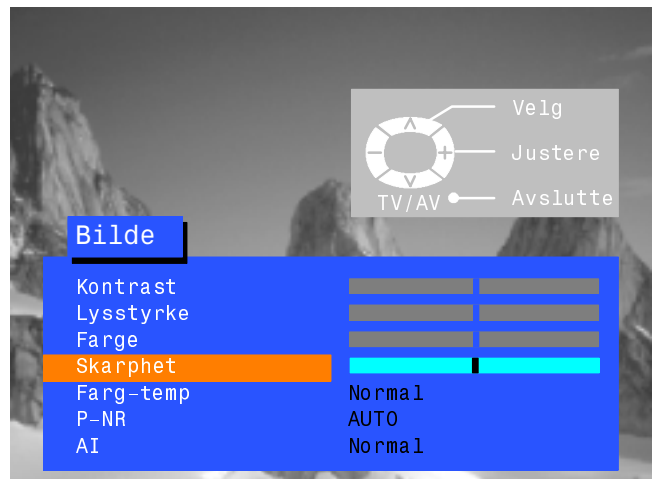 Velg
Justere
TV/AV Avslutte
Bilde
Kontrast
Lysstyrke
Farge
Skarphet
Farg-temp Normal
P-NR AUTO
AI Normal